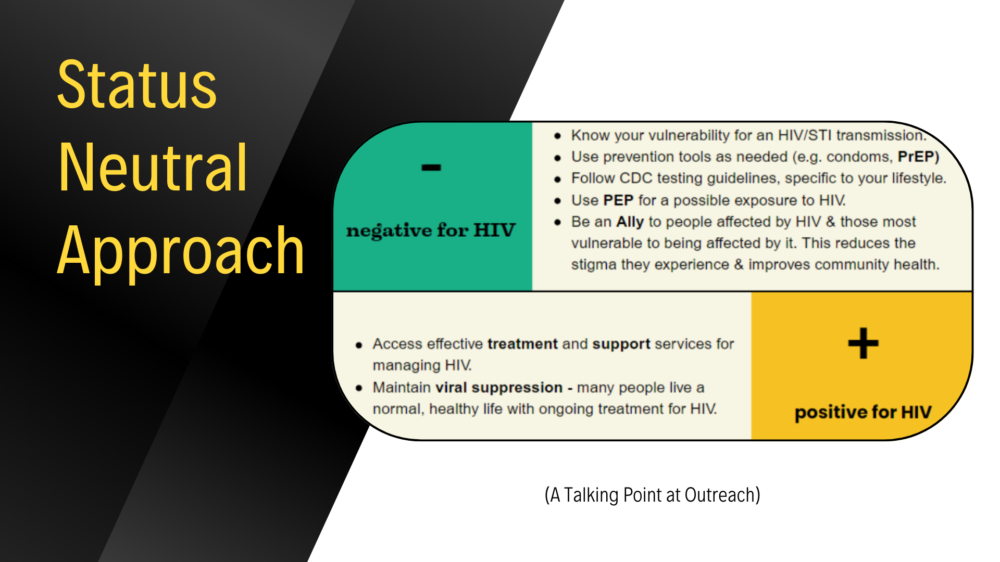 Status
Neutral
Approach
-
negative for HIV
● Know your vulnerability for an HIV/STI transmission.
● Use prevention tools as needed (e.g. condoms, PrEP)
● Follow CDC testing guidelines, specific to your lifestyle.
● Use PEP for a possible exposure to HIV.
● Be an Ally to people affected by HIV & those most
vulnerable to being affected by it. This reduces the
stigma they experience & improves community health.
● Access effective treatment and support services for
managing HIV.
● Maintain viral suppression - many people live a
normal, healthy life with ongoing treatment for HIV.
+
positive for HIV
(A Talking Point at Outreach)